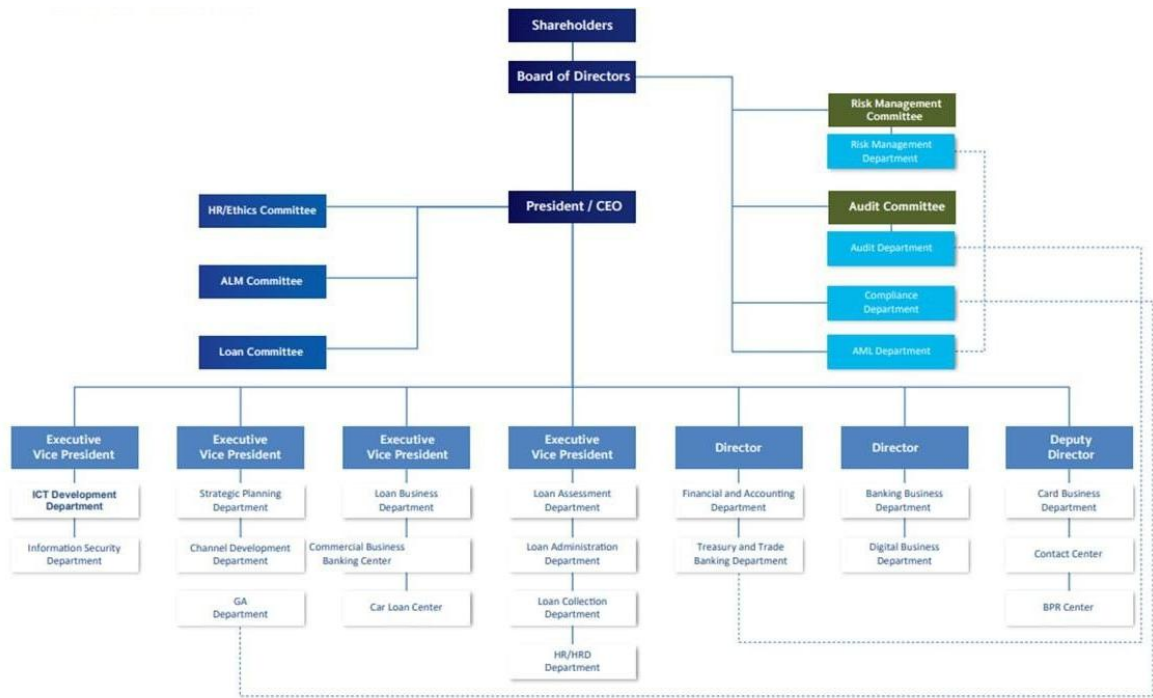 Shareholders
Board of Directors
Risk Management
Committee
Risk Management
Department
President / CEO
HR/Ethics Committee
ALM Committee
Loan Committee
Audit Committee
Audit Department
Compliance
Department
AML Department
Executive
Vice President
ICT Development
Department
Information Security
Department
Executive
Vice President
Strategic Planning
Department
Channel Development
Department
GA
Department
Executive
Vice President
Loan Business
Department
Commercial Business
Banking Center
Car Loan Center
Executive
Vice President
Loan Assessment
Department
Loan Administration
Department
Loan Collection
Department
HR/HRD
Department
Director
Financial and Accounting
Department
Treasury and Trade
Banking Department
Director
Banking Business
Department
Digital Business
Department
Deputy
Director
Card Business
Department
Contact Center
BPR Center